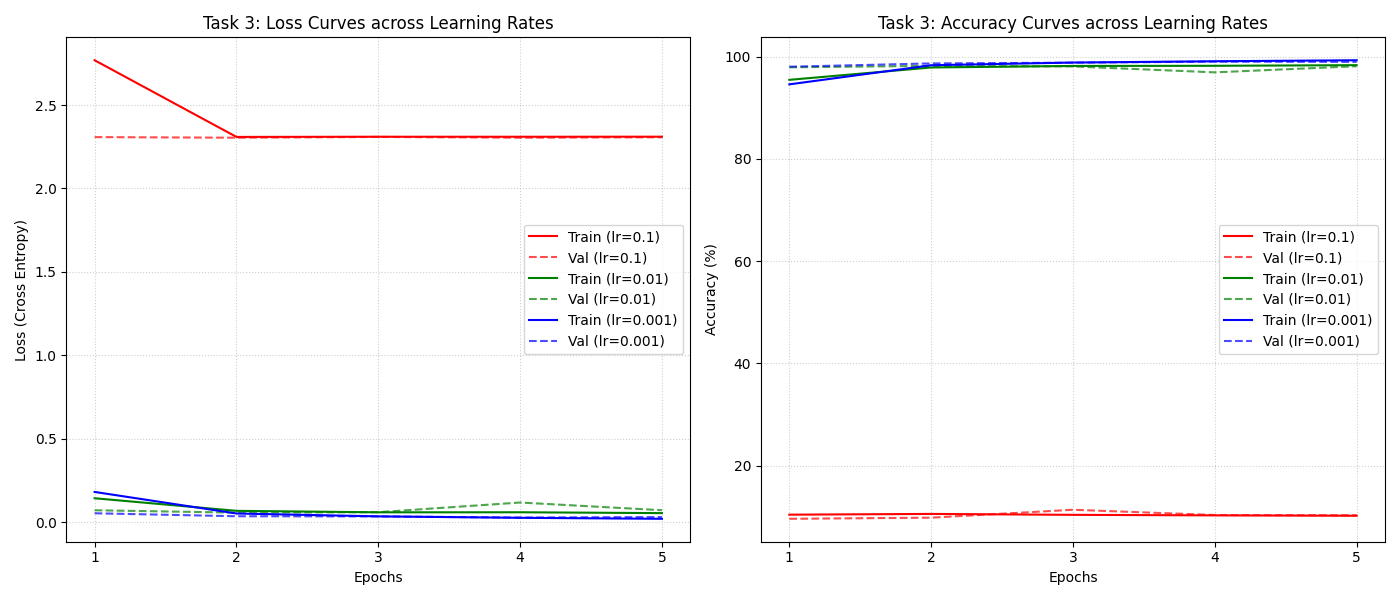 Task 3: Loss Curves across Learning Rates
Loss (Cross Entropy)
2.5
2.0
1.5
1.0
0.5
0.0
Train (lr=0.1)
Val (lr=0.1)
Train (lr=0.01)
Val (lr=0.01)
Train (lr=0.001)
Val (lr=0.001)
1 2 3 4 5
Epochs
Task 3: Accuracy Curves across Learning Rates
Accuracy (%)
100
80
60
40
20
Train (lr=0.1)
Val (lr=0.1)
Train (lr=0.01)
Val (lr=0.01)
Train (lr=0.001)
Val (lr=0.001)
1 2 3 4 5
Epochs